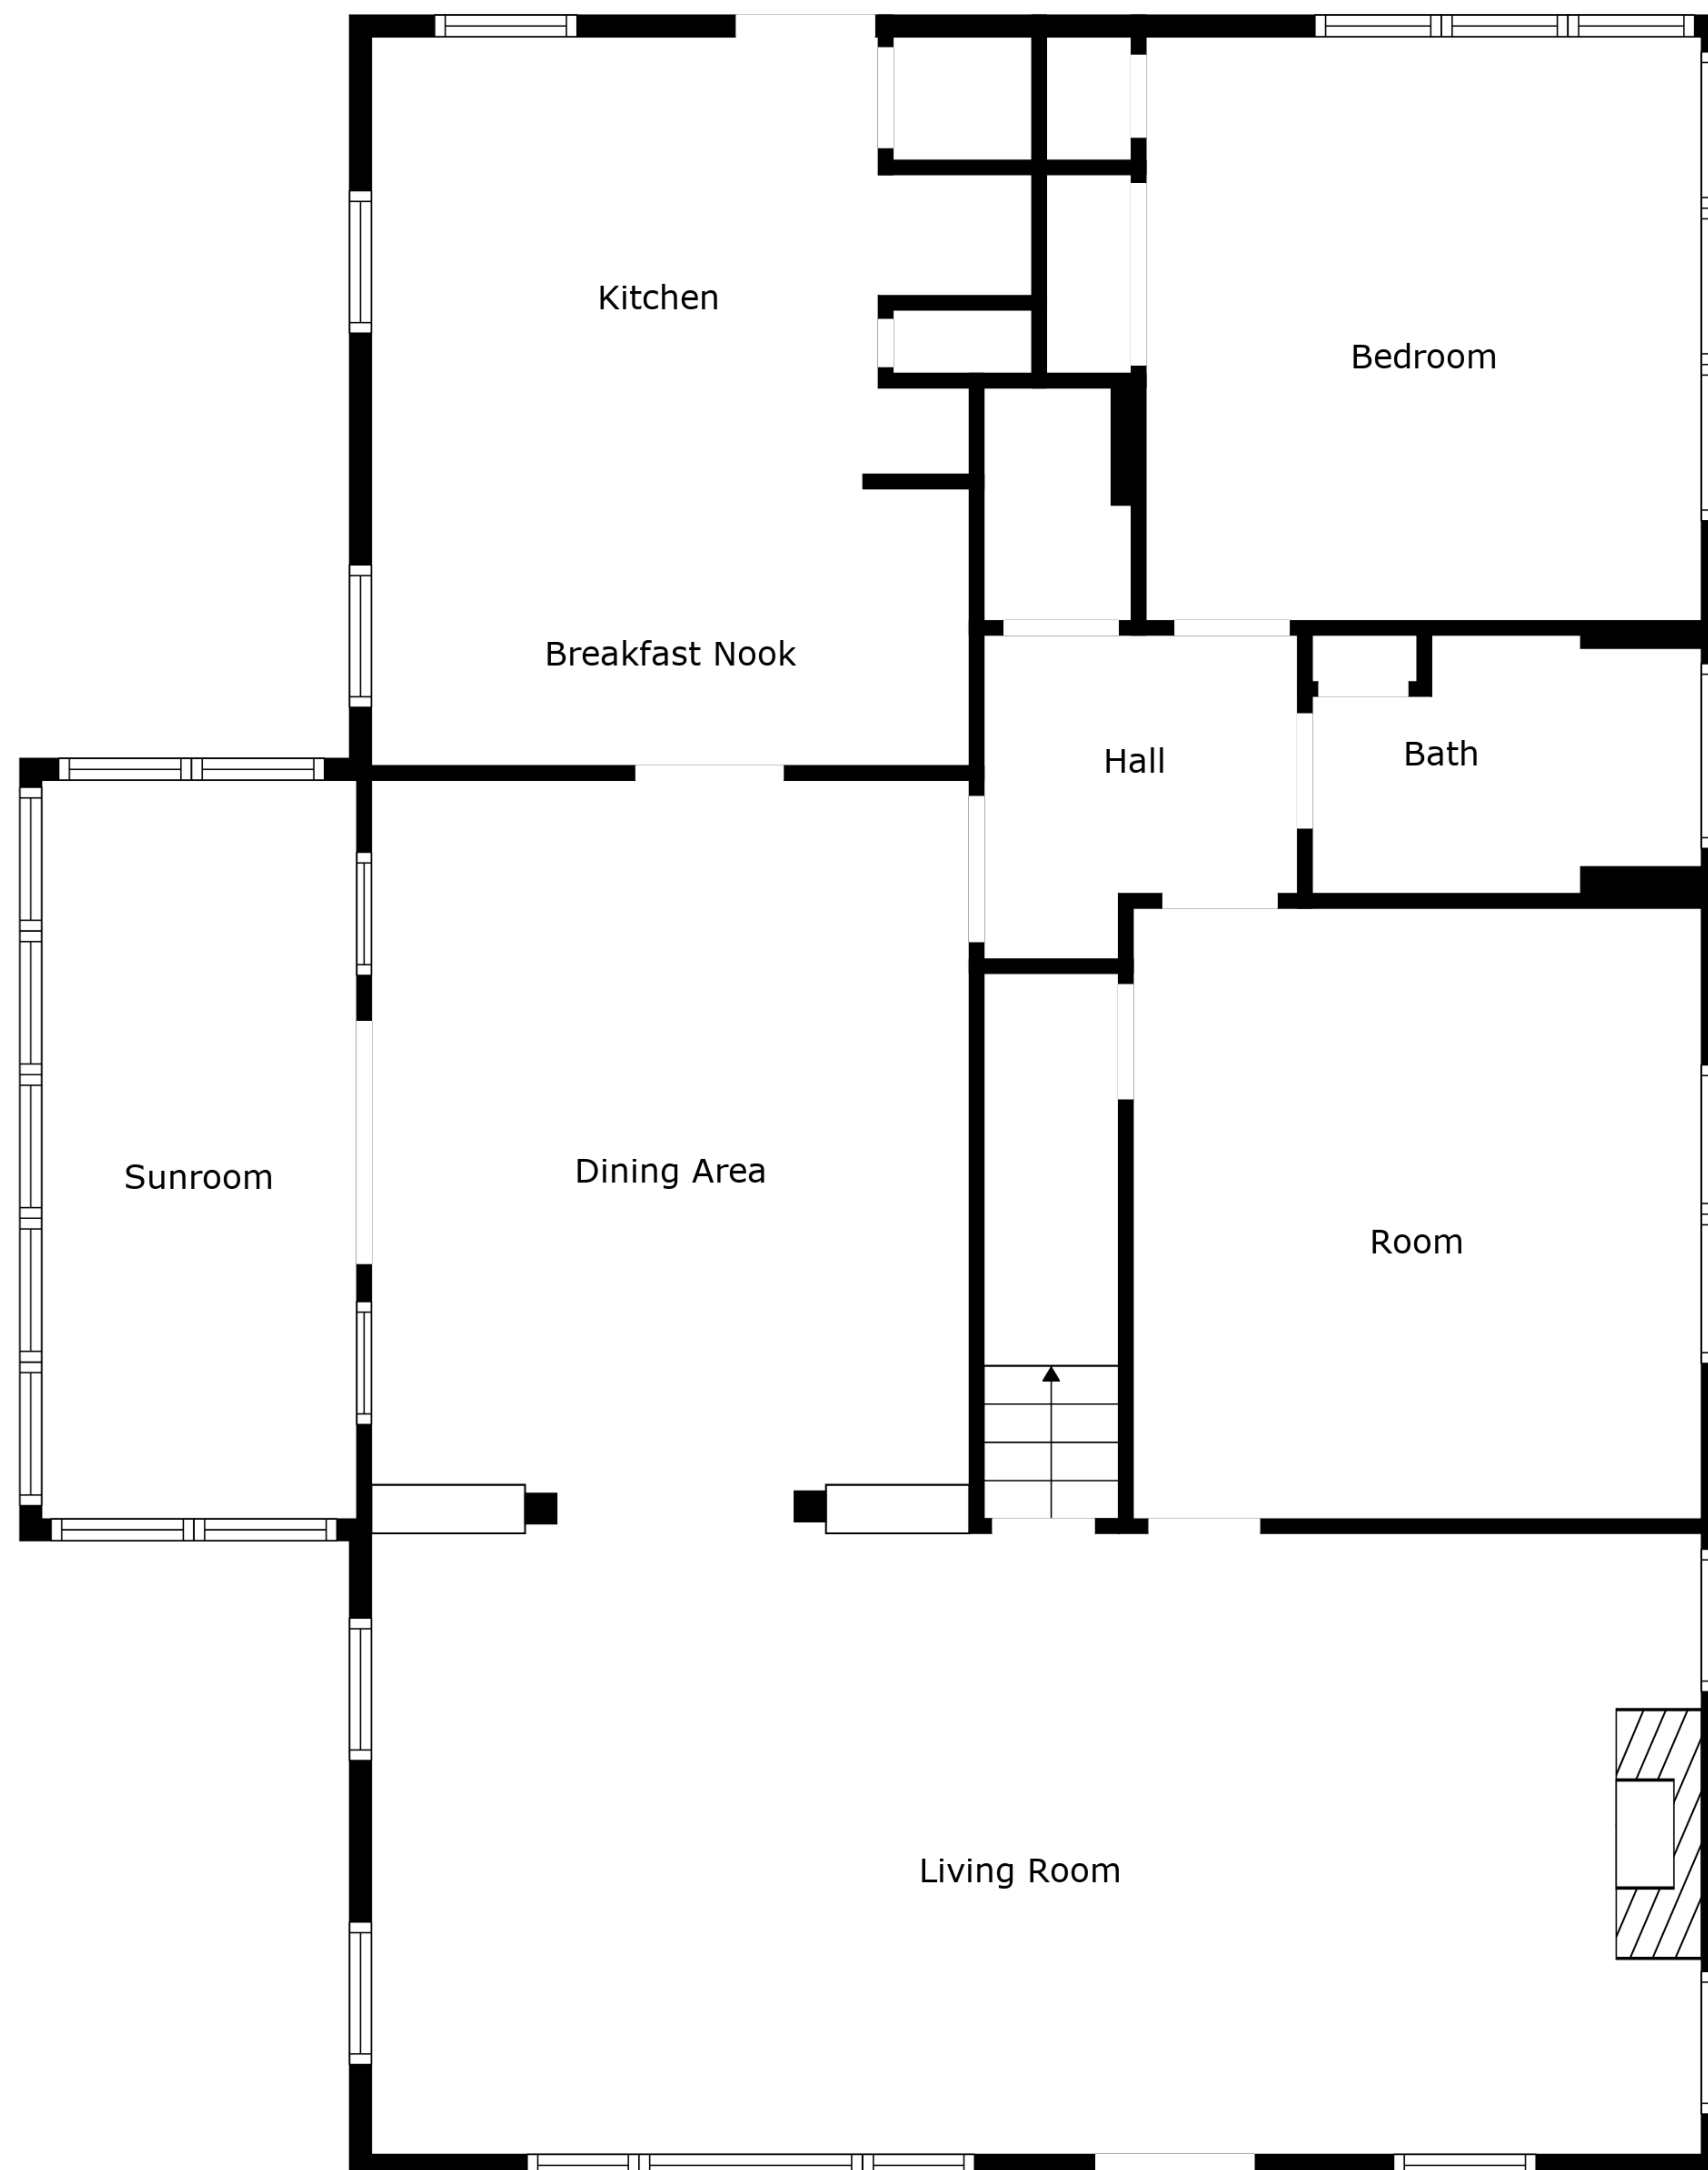 Kitchen
Bedroom
Breakfast Nook
Hall
Bath
Sunroom
Dining Area
Room
Living Room